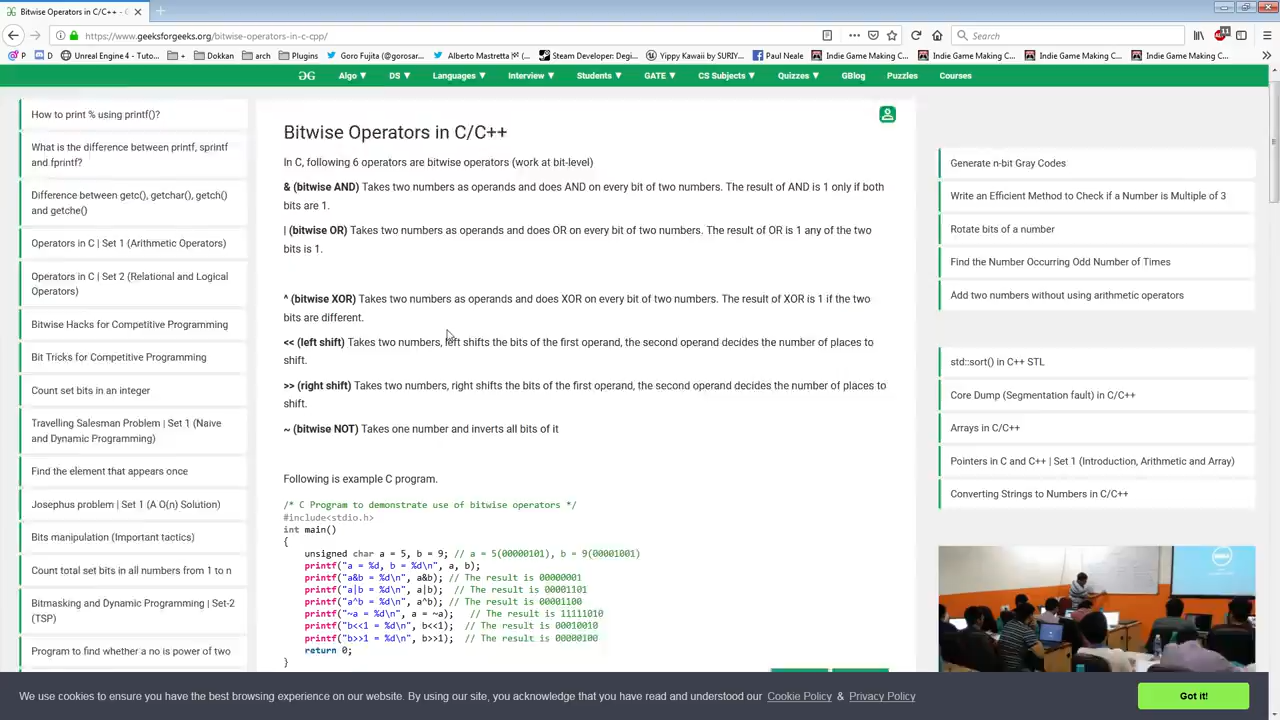 Bitwise Operators in C/C++ - G
https://www.geeksforgeeks.org/bitwise-operators-in-c-cpp/
Search
11
P
D
Unreal Engine 4 - Tuto...
+
Dokkan
arch
Plugins
Goro Fujita (@gorosar...
Alberto Mastretta
(@...
Steam Developer: Desig...
Yippy Kawaii by SURIY...
Paul Neale
Indie Game Making C...
Indie Game Making C...
Indie Game Making C...
Algo ▼
DS ▼
Languages ▼
Interview ▼
Students ▼
GATE ▼
CS Subjects ▼
Quizzes ▼
GBlog
Puzzles
Courses
How to print % using printf()?
What is the difference between printf, sprintf
and fprintf?
Difference between getc(), getchar(), getch()
and getche()
Operators in C | Set 1 (Arithmetic Operators)
Operators in C | Set 2 (Relational and Logical
Operators)
Bitwise Hacks for Competitive Programming
Bit Tricks for Competitive Programming
Count set bits in an integer
Travelling Salesman Problem | Set 1 (Naive
and Dynamic Programming)
Find the element that appears once
Josephus problem | Set 1 (A O(n) Solution)
Bits manipulation (Important tactics)
Count total set bits in all numbers from 1 to n
Bitmasking and Dynamic Programming | Set-2
(TSP)
Program to find whether a no is power of two
Bitwise Operators in C/C++
In C, following 6 operators are bitwise operators (work at bit-level)
& (bitwise AND) Takes two numbers as operands and does AND on every bit of two numbers. The result of AND is 1 only if both
bits are 1.
| (bitwise OR) Takes two numbers as operands and does OR on every bit of two numbers. The result of OR is 1 any of the two
bits is 1.
^ (bitwise XOR) Takes two numbers as operands and does XOR on every bit of two numbers. The result of XOR is 1 if the two
bits are different.
<< (left shift) Takes two numbers, left shifts the bits of the first operand, the second operand decides the number of places to
shift.
>> (right shift) Takes two numbers, right shifts the bits of the first operand, the second operand decides the number of places to
shift.
~ (bitwise NOT) Takes one number and inverts all bits of it
Following is example C program.
/* C Program to demonstrate use of bitwise operators */
#include<stdio.h>
int main()
{
unsigned char a = 5, b = 9; // a = 5(00000101), b = 9(00001001)
printf("a = %d, b = %d\n", a, b);
printf("a&b = %d\n", a&b); // The result is 00000001
printf("a|b = %d\n", a|b);  // The result is 00001101
printf("a^b = %d\n", a^b); // The result is 00001100
printf("~a = %d\n", a = ~a);   // The result is 11111010
printf("b<<1 = %d\n", b<<1);  // The result is 00010010
printf("b>>1 = %d\n", b>>1);  // The result is 00000100
return 0;
}
Generate n-bit Gray Codes
Write an Efficient Method to Check if a Number is Multiple of 3
Rotate bits of a number
Find the Number Occurring Odd Number of Times
Add two numbers without using arithmetic operators
std::sort() in C++ STL
Core Dump (Segmentation fault) in C/C++
Arrays in C/C++
Pointers in C and C++ | Set 1 (Introduction, Arithmetic and Array)
Converting Strings to Numbers in C/C++
DELL
We use cookies to ensure you have the best browsing experience on our website. By using our site, you acknowledge that you have read and understood our Cookie Policy & Privacy Policy
Got it!